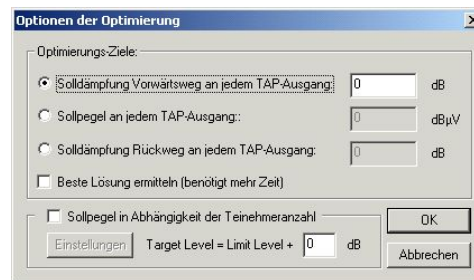 Optionen der Optimierung
Optimierungs-Ziele:
Solldämpfung Vorwärtsweg an jedem TAP-Ausgang: 0 dB
Sollpegel an jedem TAP-Ausgang:: 0 dBµV
Solldämpfung Rückweg an jedem TAP-Ausgang: 0 dB
Beste Lösung ermitteln (benötigt mehr Zeit)
Sollpegel in Abhängigkeit der Teinehmeranzahl
OK
Einstellungen Target Level = Limit Level + 0 dB
Abbrechen